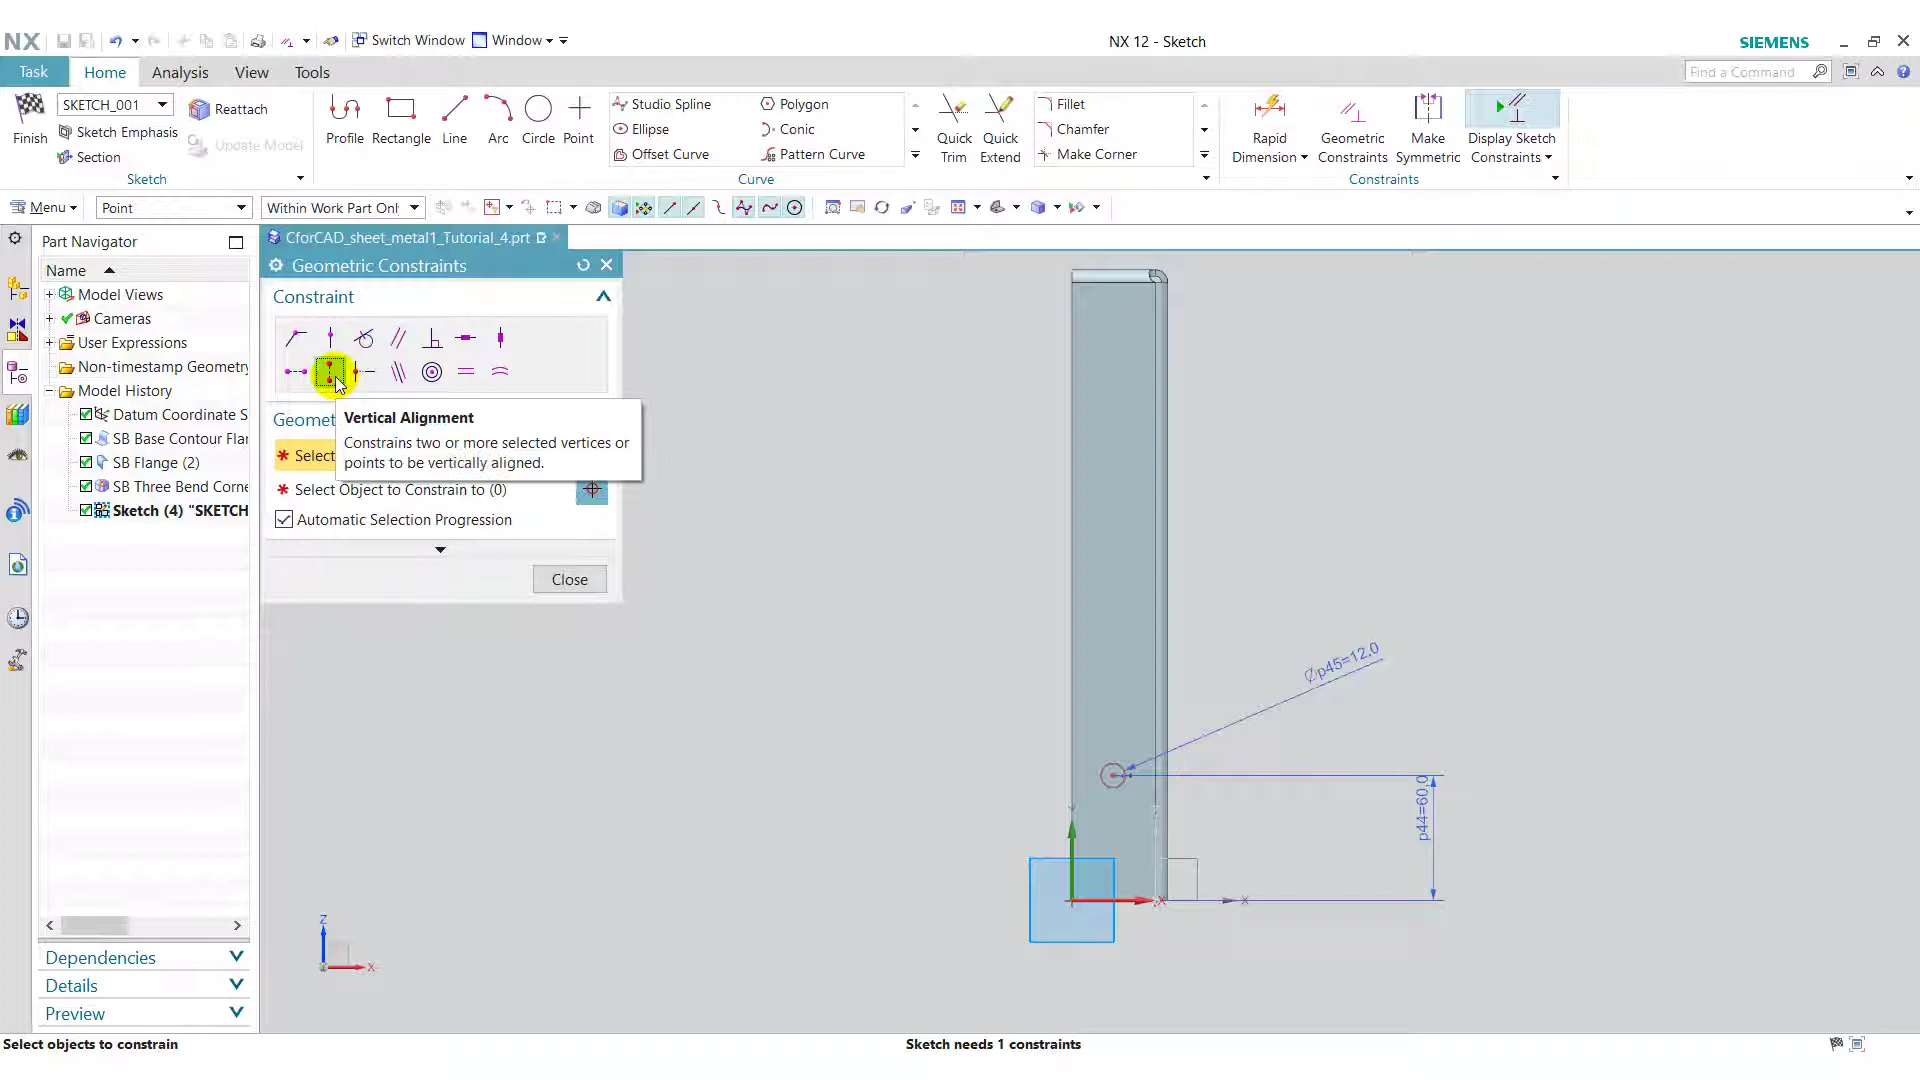 NX
Switch Window
Window
NX 12 - Sketch
SIEMENS
Task
Home
Analysis
View
Tools
Find a Command
SKETCH_001
Reattach
Finish
Sketch Emphasis
Update Model
Section
Sketch
Profile
Rectangle
Line
Arc
Circle
Point
Studio Spline
Polygon
Ellipse
Conic
Offset Curve
Pattern Curve
Curve
Quick Trim
Quick Extend
Fillet
Chamfer
Make Corner
Rapid Dimension
Geometric Constraints
Make Symmetric
Display Sketch Constraints
Constraints
Menu
Point
Within Work Part Onl
Part Navigator
CforCAD_sheet_metal1_Tutorial_4.prt
Name
Geometric Constraints
Model Views
Constraint
Cameras
User Expressions
Non-timestamp Geometry
Model History
Datum Coordinate S
SB Base Contour Flan
SB Flange (2)
SB Three Bend Corne
Sketch (4) "SKETCH
Geomet
Vertical Alignment
Constrains two or more selected vertices or
points to be vertically aligned.
Select
Select Object to Constrain to (0)
Automatic Selection Progression
Close
Øp45=12.0
p44=60.0
X
X
Z
X
Dependencies
Details
Preview
Select objects to constrain
Sketch needs 1 constraints